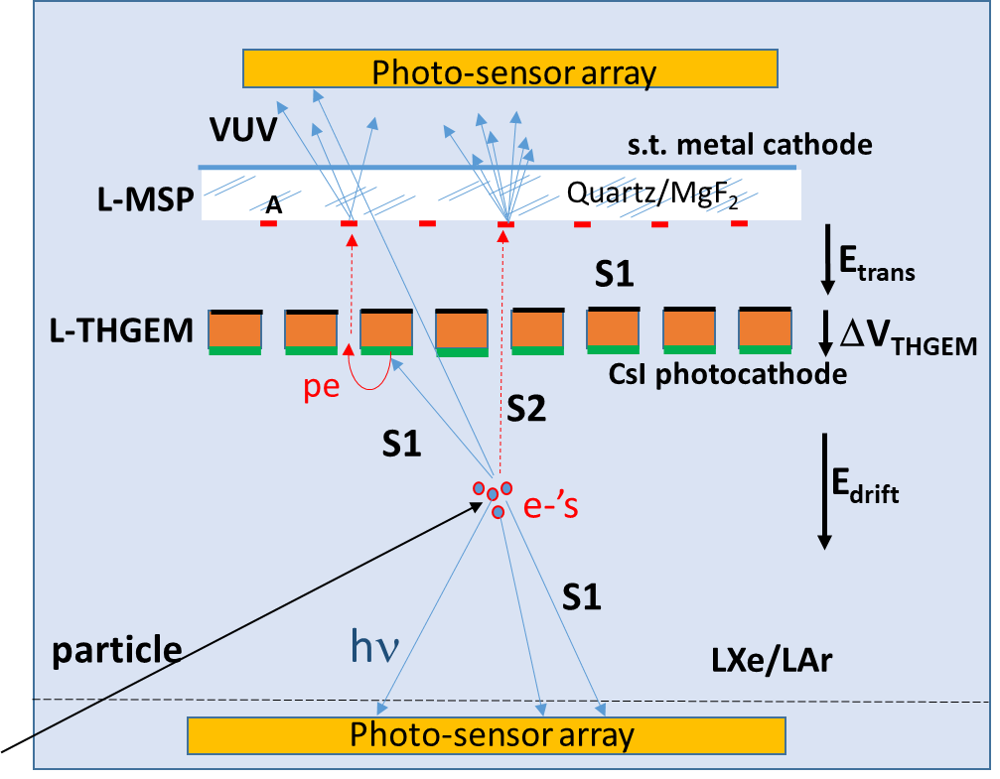 Photo-sensor array
VUV
s.t. metal cathode
L-MSP
A
Quartz/MgF2
S1
Etrans
L-THGEM
ΔVTHGEM
CsI photocathode
pe
S2
S1
Edrift
e-'s
S1
particle
hν
LXe/LAr
Photo-sensor array